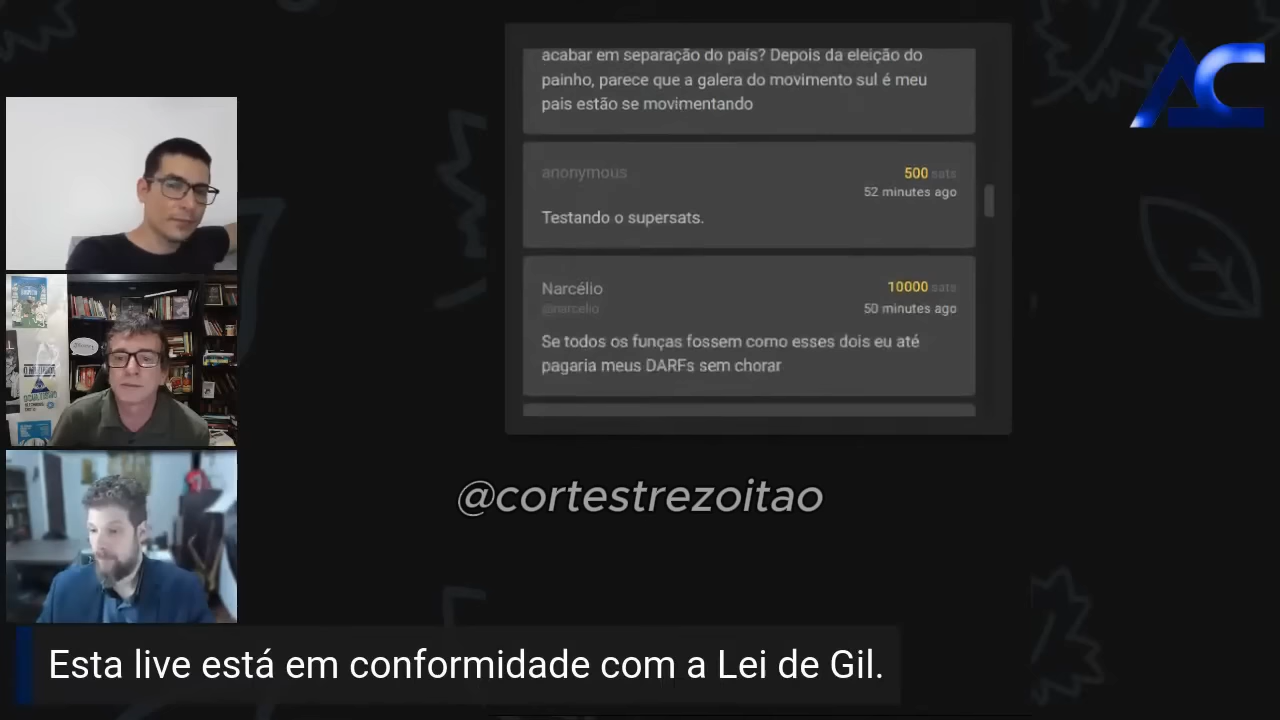 acabar em separação do país? Depois da eleição do
painho, parece que a galera do movimento sul é meu
pais estão se movimentando
anonymous
500 sats
52 minutes ago
Testando o supersats.
Narcélio
10000 sats
@narcelio
50 minutes ago
Se todos os funças fossem como esses dois eu até
pagaria meus DARFs sem chorar
@cortestrezoitao
Esta live está em conformidade com a Lei de Gil.
AC